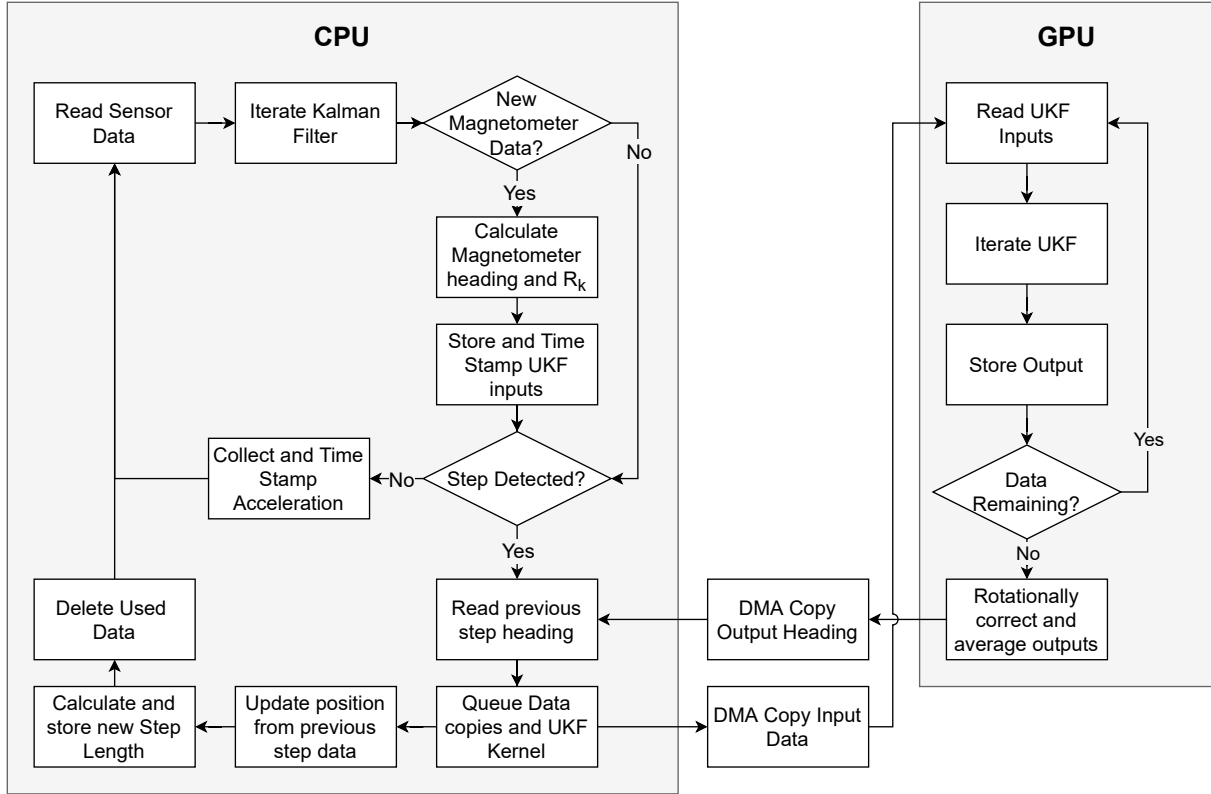 CPU
GPU
Read Sensor
Data
Iterate Kalman
Filter
New
Magnetometer
Data?
No
Yes
Calculate
Magnetometer
heading and Rₖ
Store and Time
Stamp UKF
inputs
Step Detected?
No
Collect and Time
Stamp
Acceleration
Yes
Read previous
step heading
Queue Data
copies and UKF
Kernel
Update position
from previous
step data
Calculate and
store new Step
Length
Delete Used
Data
DMA Copy
Output Heading
DMA Copy Input
Data
Read UKF
Inputs
Iterate UKF
Store Output
Data
Remaining?
Yes
No
Rotationally
correct and
average outputs